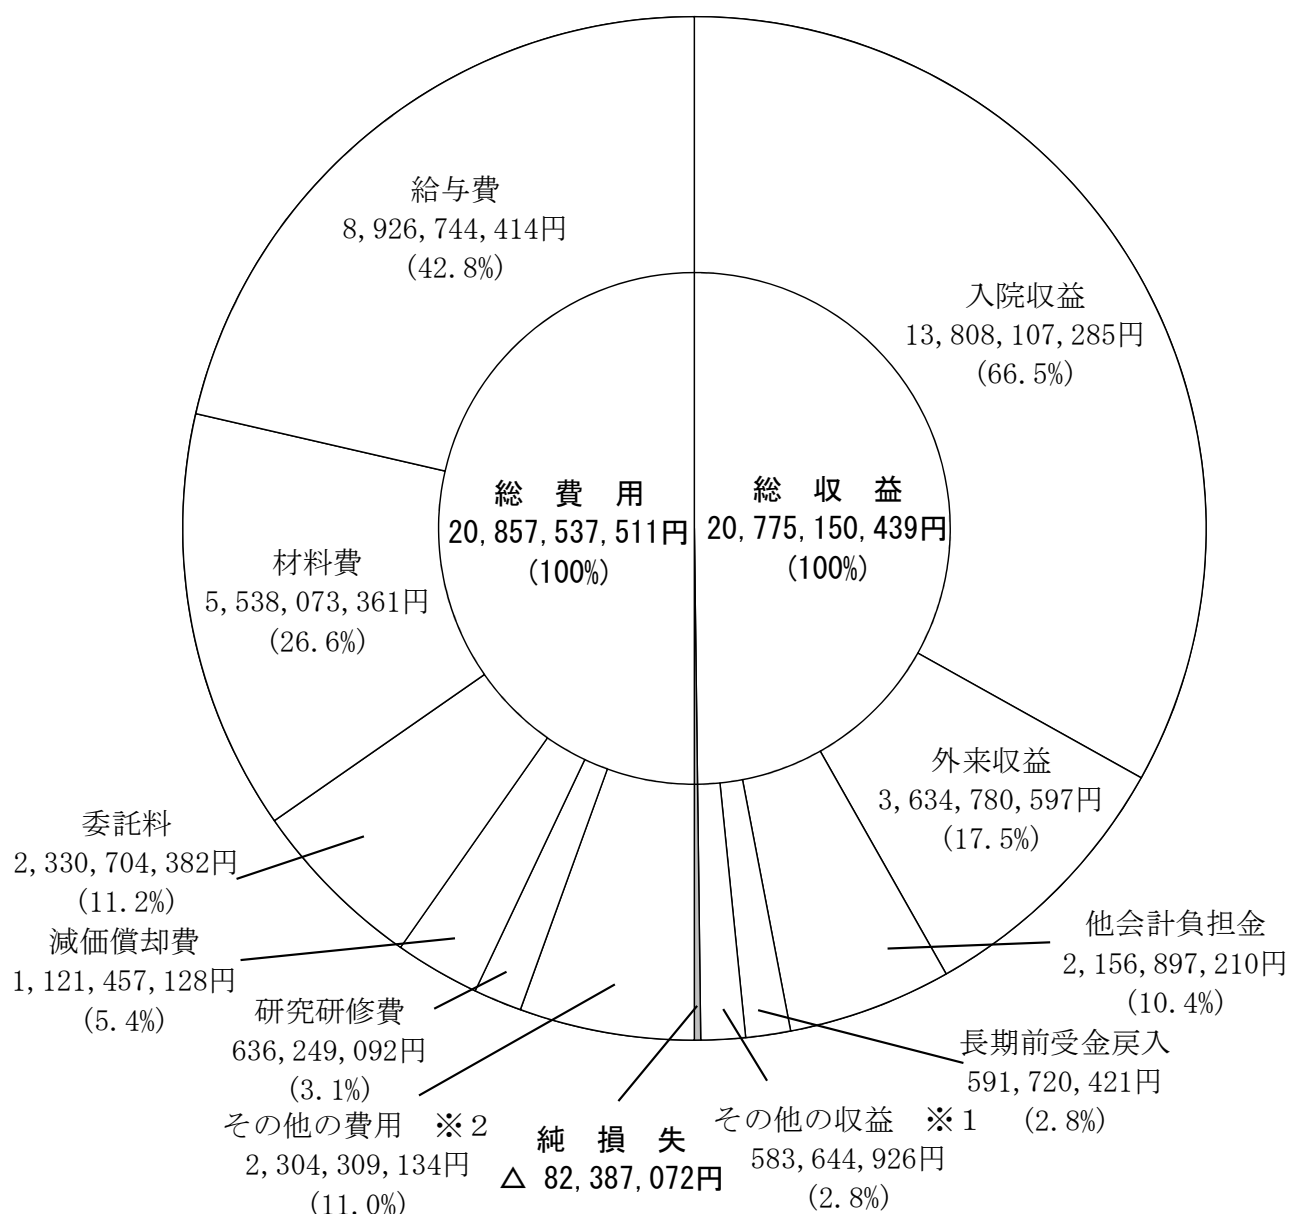 給与費
8,926,744,414円
(42.8%)
入院収益
13,808,107,285円
(66.5%)
総　費　用
20,857,537,511円
(100%)
総　収　益
20,775,150,439円
(100%)
材料費
5,538,073,361円
(26.6%)
外来収益
3,634,780,597円
(17.5%)
委託料
2,330,704,382円
(11.2%)
減価償却費
1,121,457,128円
(5.4%)
研究研修費
636,249,092円
(3.1%)
その他の費用　※２
2,304,309,134円
(11.0%)
純　損　失
△ 82,387,072円
その他の収益　※１
583,644,926円
(2.8%)
長期前受金戻入
591,720,421円
(2.8%)
他会計負担金
2,156,897,210円
(10.4%)